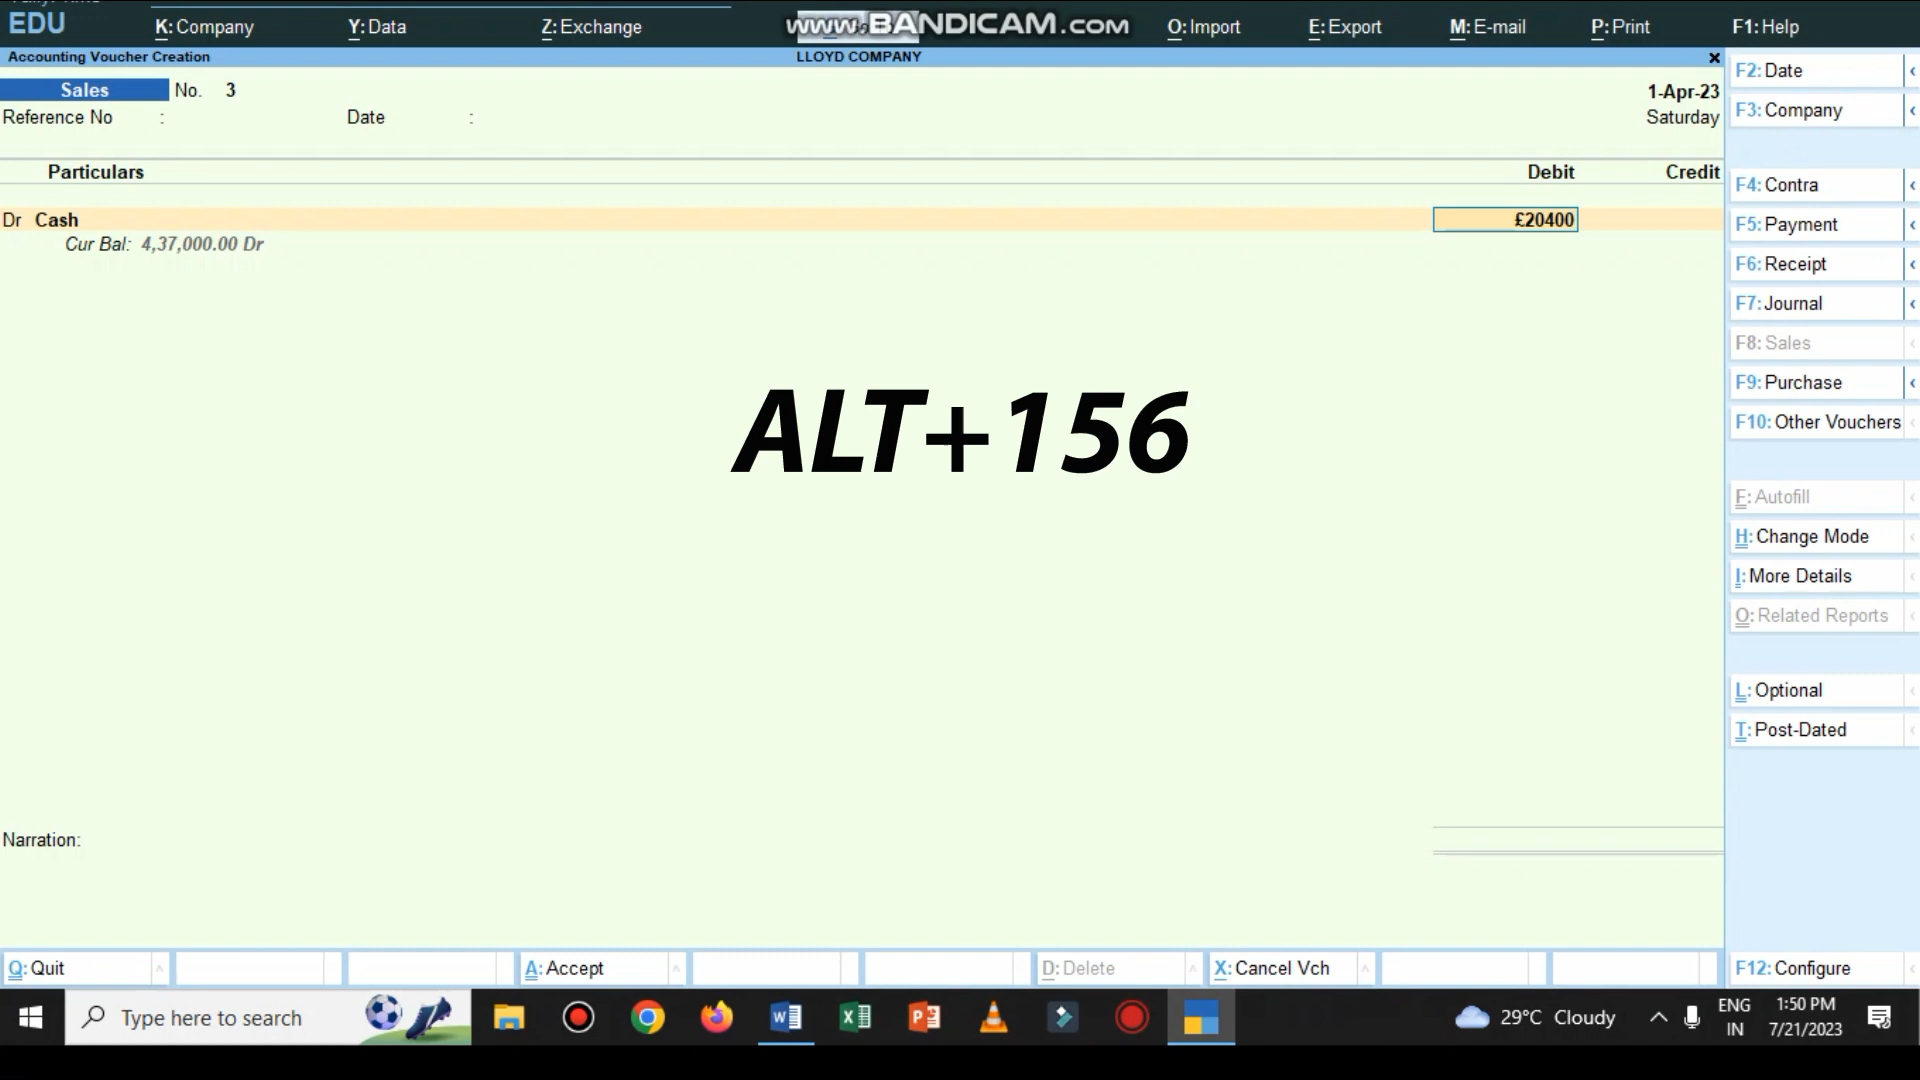 EDU
K: Company
Y: Data
Z: Exchange
www.BANDICAM.com
O: Import
E: Export
M: E-mail
P: Print
F1: Help
Accounting Voucher Creation
LLOYD COMPANY
Sales No. 3
1-Apr-23
Reference No :
Date :
Saturday
Particulars
Debit
Credit
Dr Cash
£20400
Cur Bal: 4,37,000.00 Dr
ALT+156
Narration:
F2: Date
F3: Company
F4: Contra
F5: Payment
F6: Receipt
F7: Journal
F8: Sales
F9: Purchase
F10: Other Vouchers
F: Autofill
H: Change Mode
I: More Details
O: Related Reports
L: Optional
T: Post-Dated
Q: Quit
A: Accept
D: Delete
X: Cancel Vch
F12: Configure
Type here to search
29°C Cloudy
ENG
IN
1:50 PM
7/21/2023